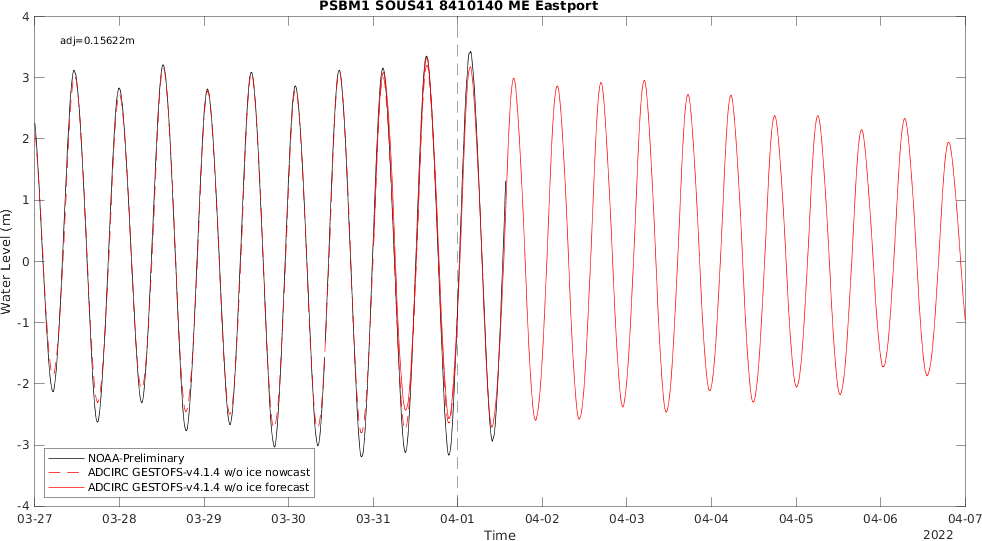 PSBM1 SOUS41 8410140 ME Eastport
adj=0.15622m
4
3
2
1
0
-1
-2
-3
-4
Water Level (m)
NOAA-Preliminary
ADCIRC GESTOFS-v4.1.4 w/o ice nowcast
ADCIRC GESTOFS-v4.1.4 w/o ice forecast
03-27 03-28 03-29 03-30 03-31 04-01 04-02 04-03 04-04 04-05 04-06 04-07
Time
2022